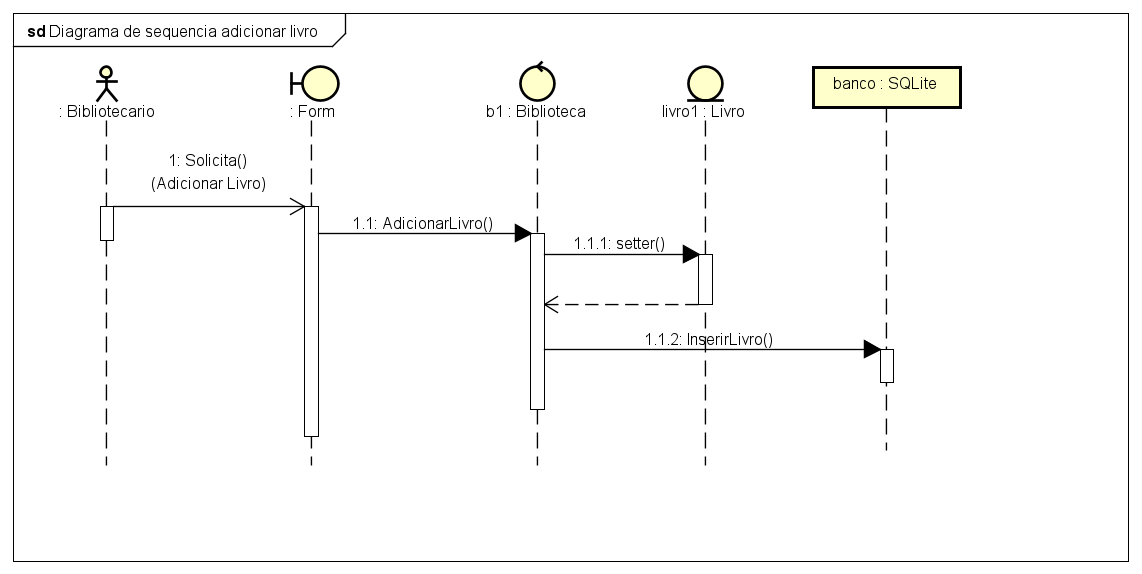 sd Diagrama de sequencia adicionar livro
: Bibliotecario
: Form
b1 : Biblioteca
livro1 : Livro
banco : SQLite
1: Solicita()
(Adicionar Livro)
1.1: AdicionarLivro()
1.1.1: setter()
1.1.2: InserirLivro()